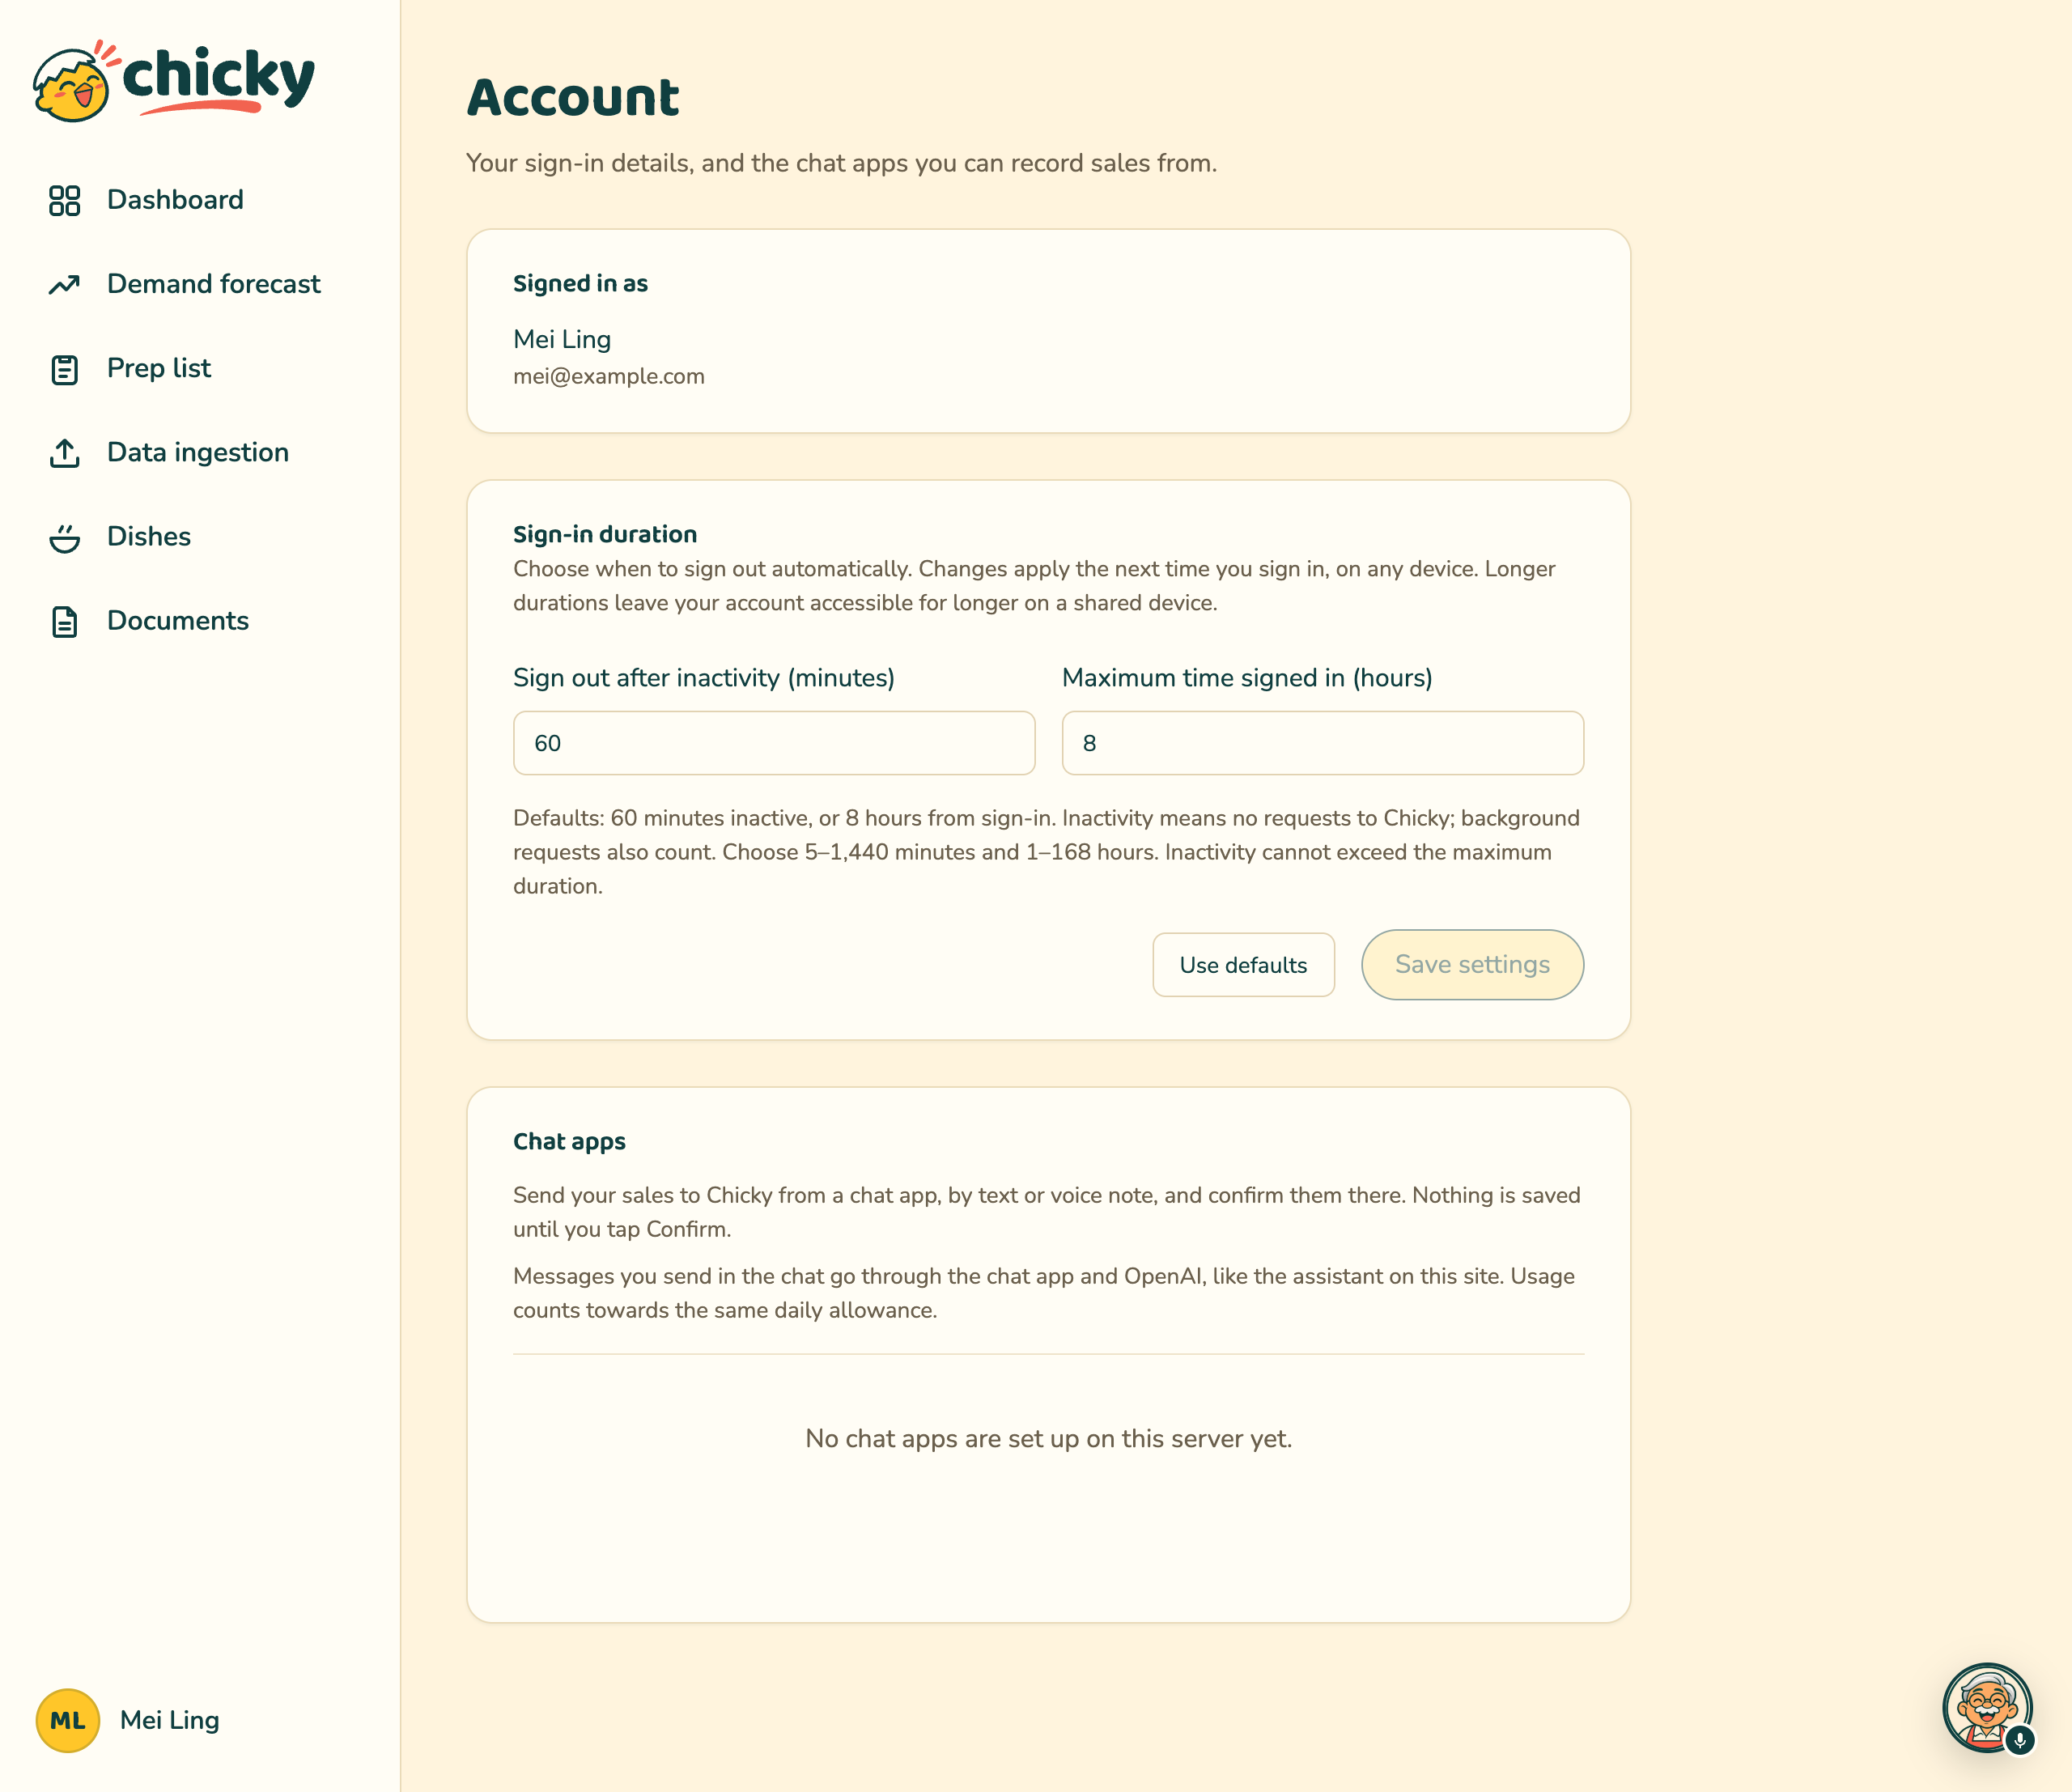 chicky
Dashboard
Demand forecast
Prep list
Data ingestion
Dishes
Documents
ML
Mei Ling
Account
Your sign-in details, and the chat apps you can record sales from.
Signed in as
Mei Ling
mei@example.com
Sign-in duration
Choose when to sign out automatically. Changes apply the next time you sign in, on any device. Longer
durations leave your account accessible for longer on a shared device.
Sign out after inactivity (minutes)
60
Maximum time signed in (hours)
8
Defaults: 60 minutes inactive, or 8 hours from sign-in. Inactivity means no requests to Chicky; background
requests also count. Choose 5–1,440 minutes and 1–168 hours. Inactivity cannot exceed the maximum
duration.
Use defaults
Save settings
Chat apps
Send your sales to Chicky from a chat app, by text or voice note, and confirm them there. Nothing is saved
until you tap Confirm.
Messages you send in the chat go through the chat app and OpenAI, like the assistant on this site. Usage
counts towards the same daily allowance.
No chat apps are set up on this server yet.